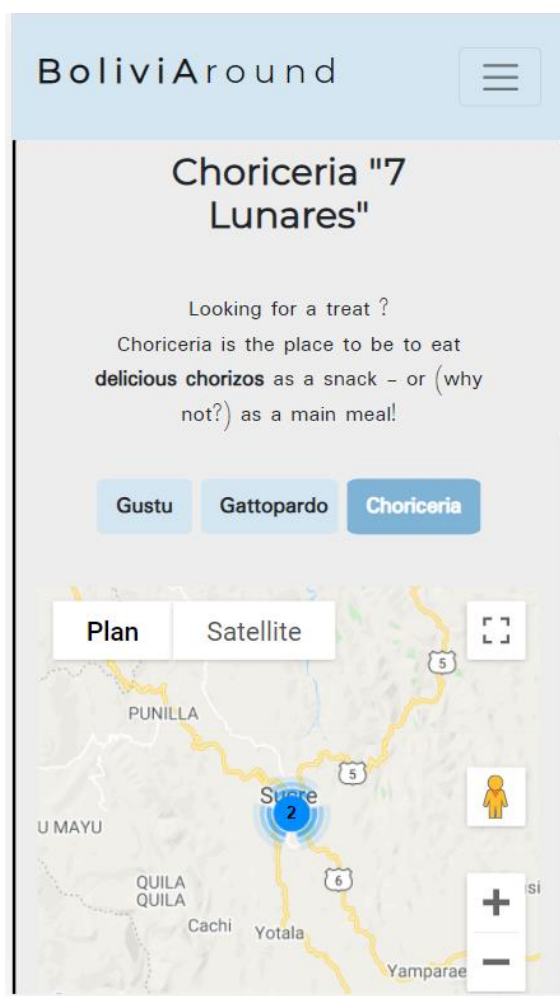 BoliviAround
Choriceria "7
Lunares"
Looking for a treat ?
Choriceria is the place to be to eat
delicious chorizos as a snack – or (why
not?) as a main meal!
Gustu
Gattopardo
Choriceria
Plan
Satellite
5
PUNILLA
5
Sucre
2
U MAYU
6
QUILA
QUILA
si
Cachi
Yotala
Yamparae